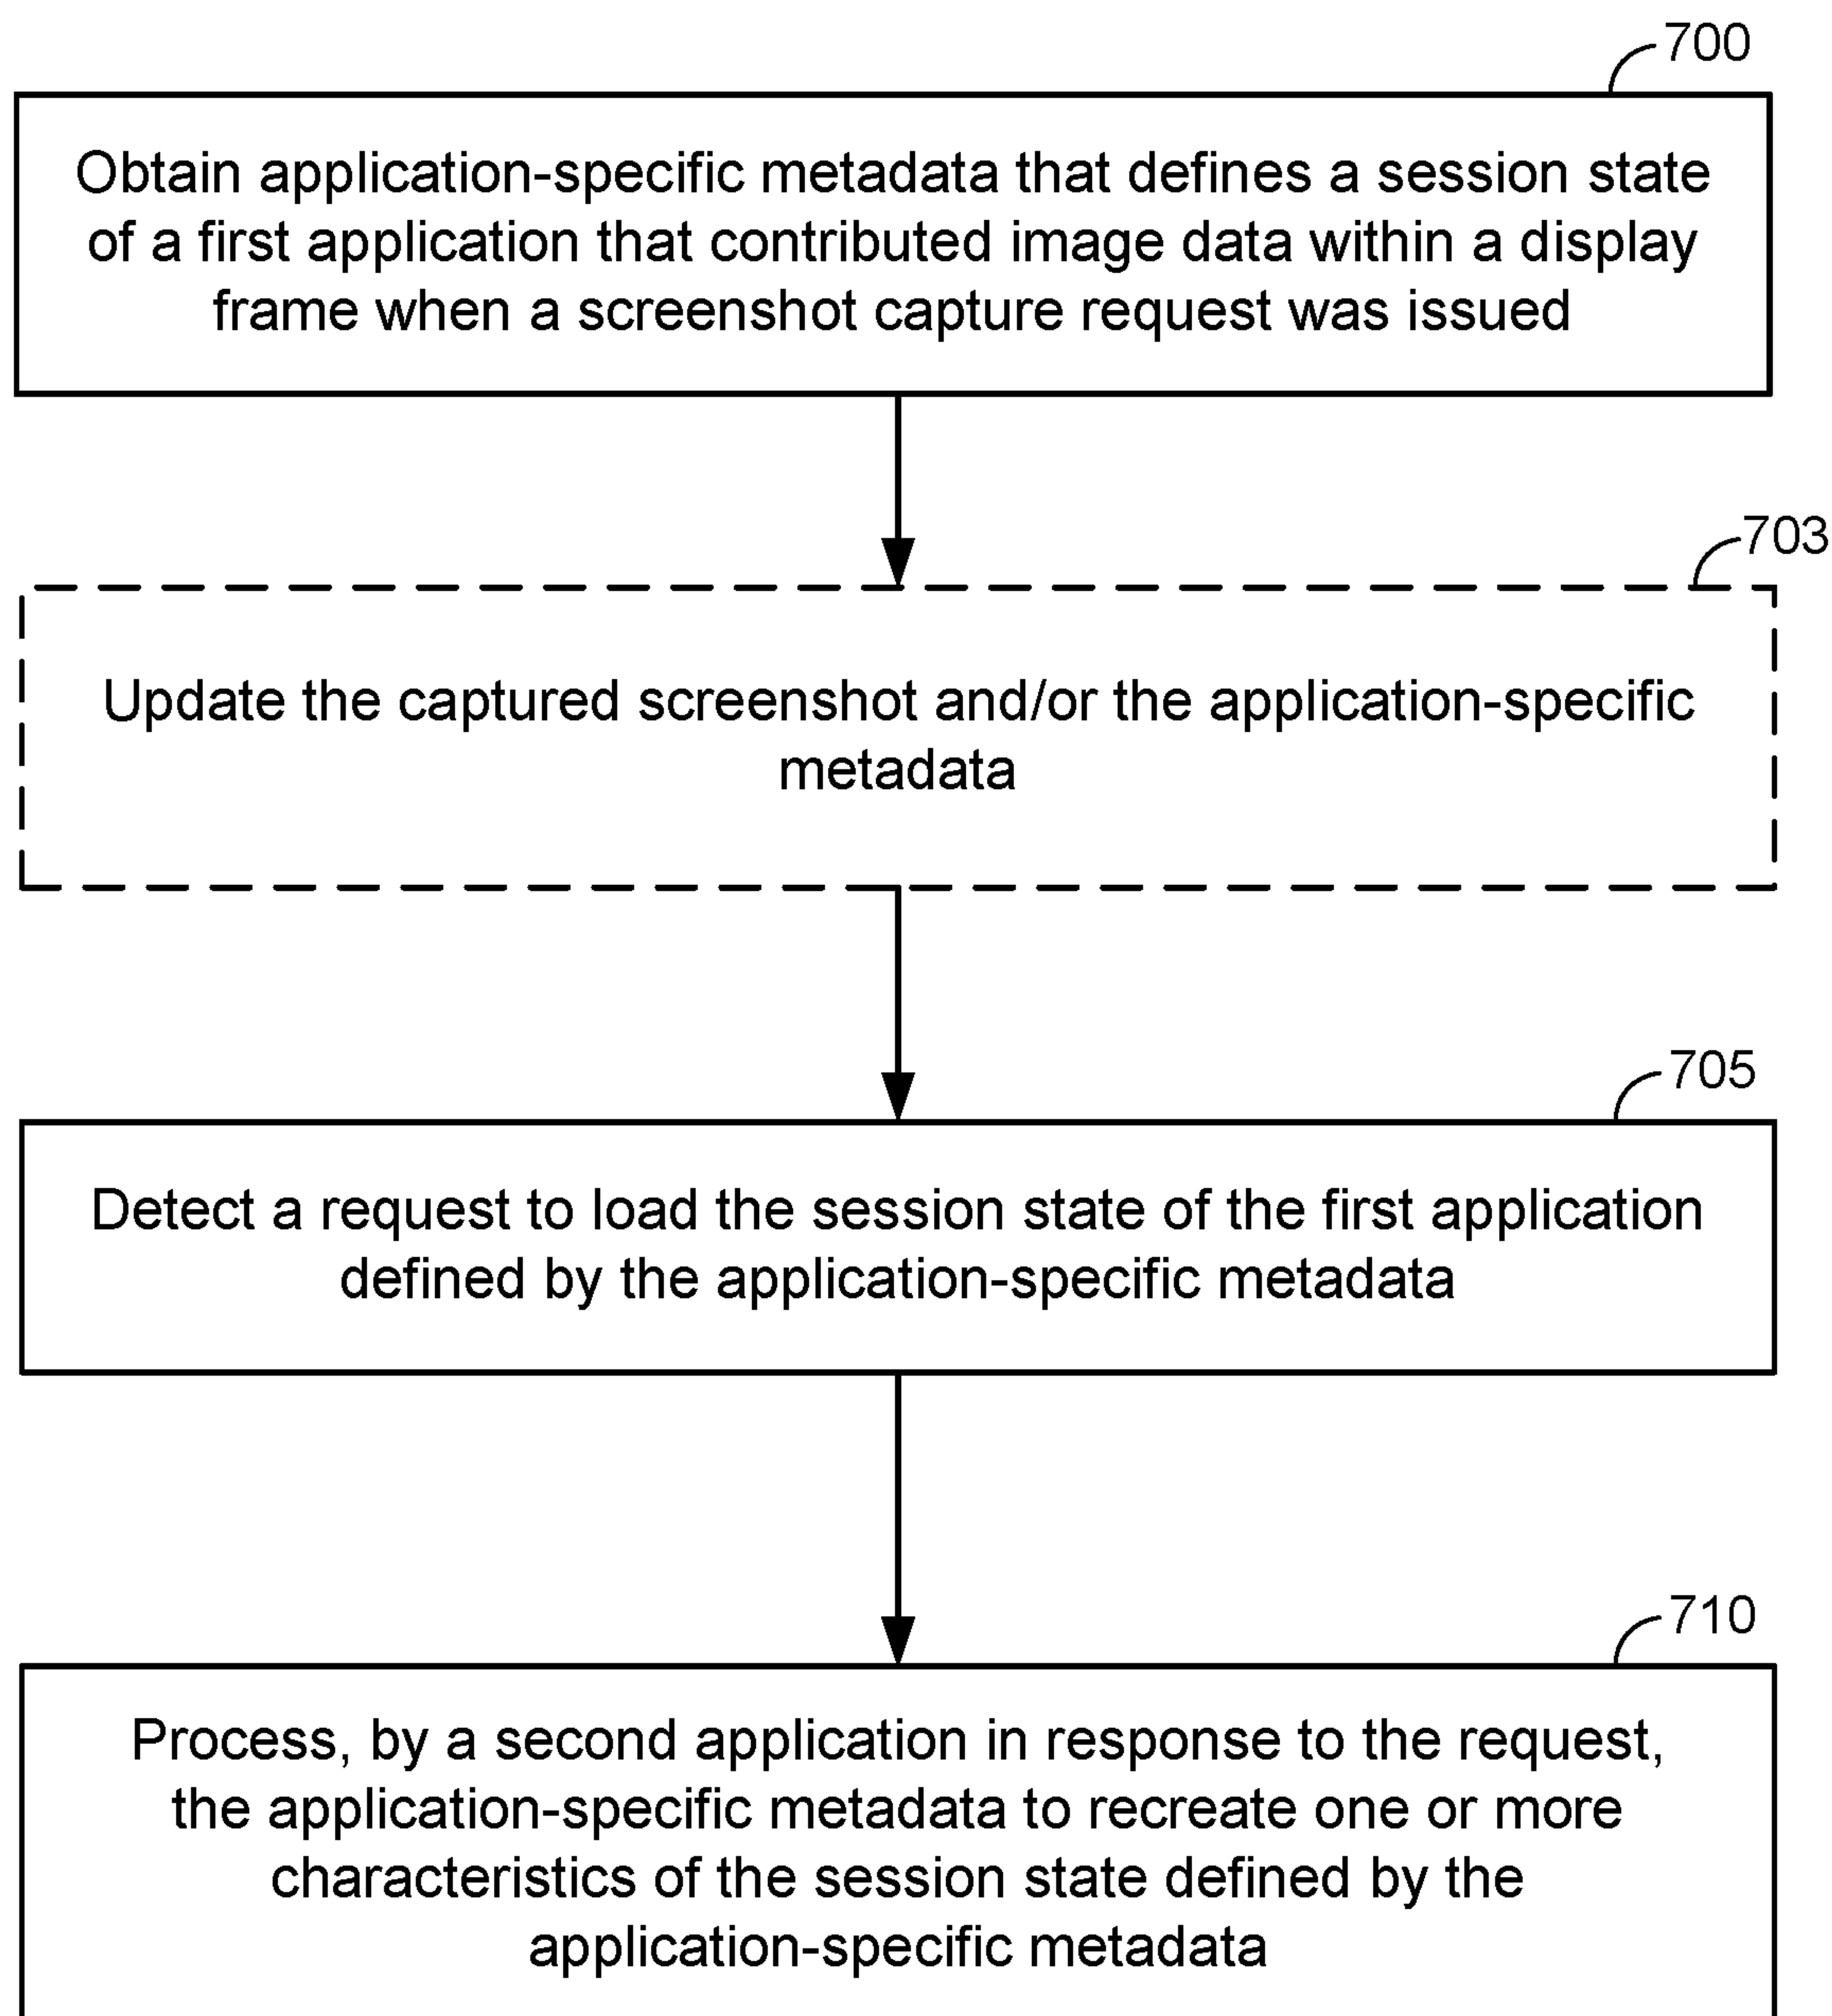 700
Obtain application-specific metadata that defines a session state
of a first application that contributed image data within a display
frame when a screenshot capture request was issued
703
Update the captured screenshot and/or the application-specific
metadata
705
Detect a request to load the session state of the first application
defined by the application-specific metadata
710
Process, by a second application in response to the request,
the application-specific metadata to recreate one or more
characteristics of the session state defined by the
application-specific metadata